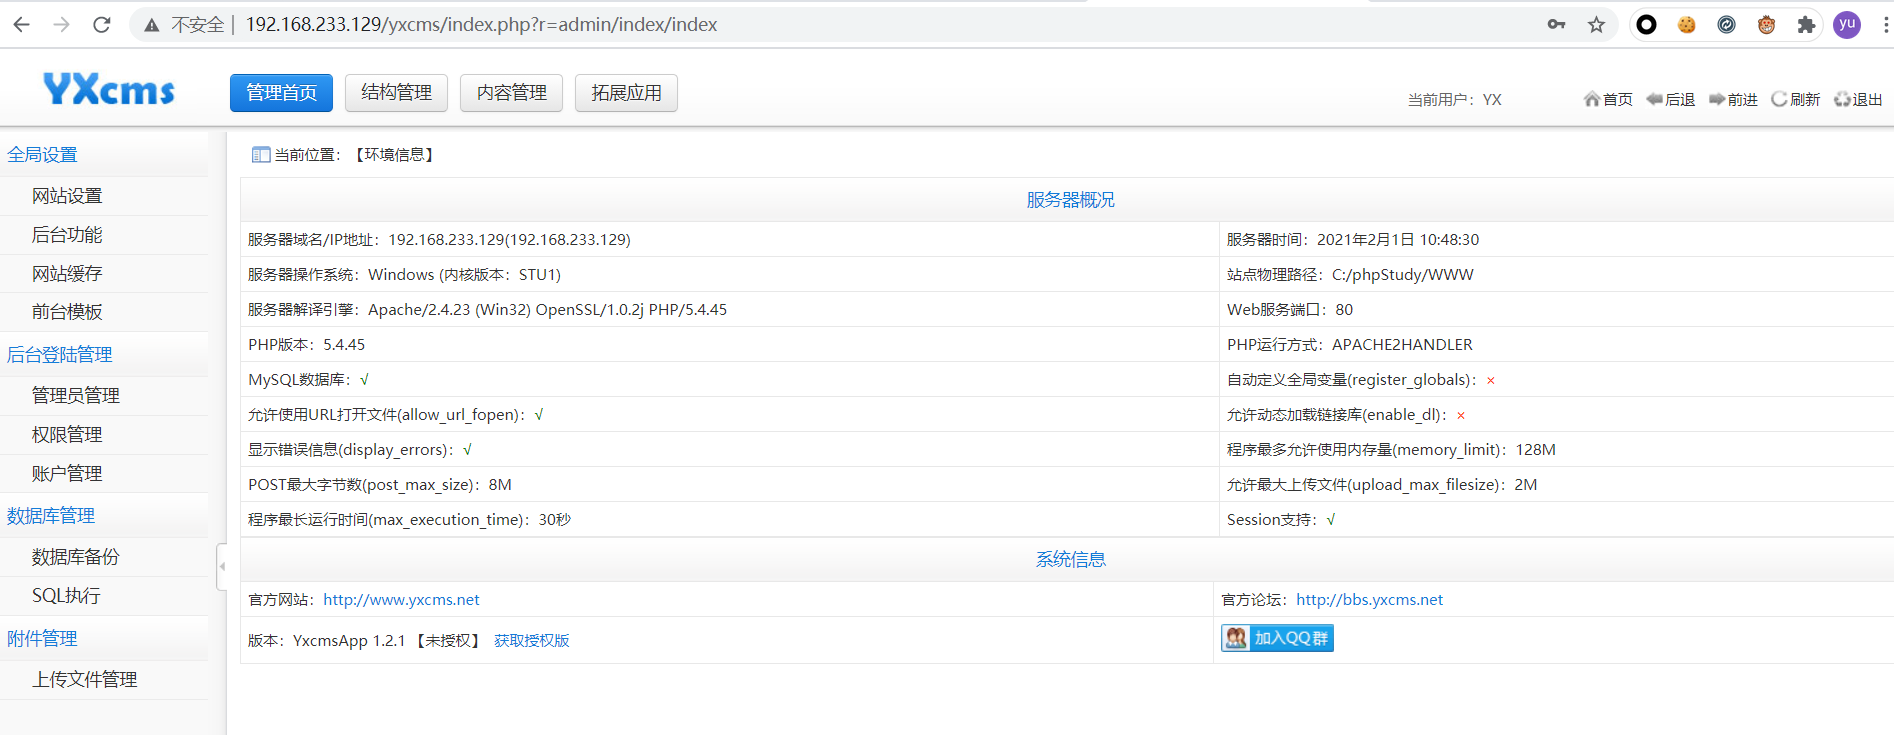 不安全 | 192.168.233.129/yxcms/index.php?r=admin/index/index yu
YXcms 管理首页 结构管理 内容管理 拓展应用 当前用户：YX 首页 后退 前进 刷新 退出
全局设置
网站设置
后台功能
网站缓存
前台模板
后台登陆管理
管理员管理
权限管理
账户管理
数据库管理
数据库备份
SQL执行
附件管理
上传文件管理
当前位置：【环境信息】
服务器概况
服务器域名/IP地址：192.168.233.129(192.168.233.129) 服务器时间：2021年2月1日 10:48:30
服务器操作系统：Windows (内核版本：STU1) 站点物理路径：C:/phpStudy/WWW
服务器解译引擎：Apache/2.4.23 (Win32) OpenSSL/1.0.2j PHP/5.4.45 Web服务端口：80
PHP版本：5.4.45 PHP运行方式：APACHE2HANDLER
MySQL数据库：√ 自动定义全局变量(register_globals)：×
允许使用URL打开文件(allow_url_fopen)：√ 允许动态加载链接库(enable_dl)：×
显示错误信息(display_errors)：√ 程序最多允许使用内存量(memory_limit)：128M
POST最大字节数(post_max_size)：8M 允许最大上传文件(upload_max_filesize)：2M
程序最长运行时间(max_execution_time)：30秒 Session支持：√
系统信息
官方网站：http://www.yxcms.net 官方论坛：http://bbs.yxcms.net
版本：YxcmsApp 1.2.1 【未授权】 获取授权版 加入QQ群